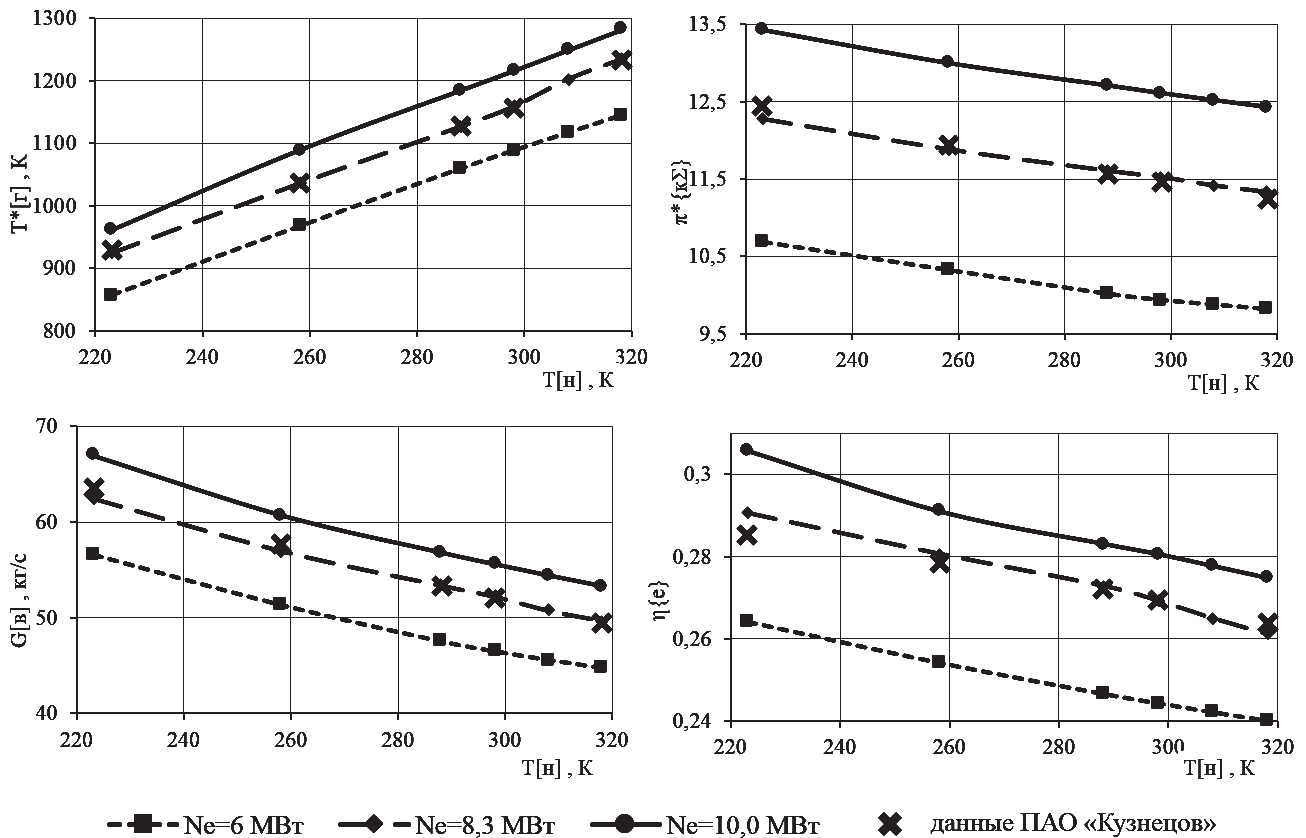 1300
1200
1100
1000
900
800
T*[г] , К
220 240 260 280 300 320
T[н] , К
13,5
12,5
11,5
10,5
9,5
π*{кΣ}
220 240 260 280 300 320
T[н] , К
70
60
50
40
G[в] , кг/с
220 240 260 280 300 320
T[н] , К
0,3
0,28
0,26
0,24
η{e}
220 240 260 280 300 320
T[н] , К
Ne=6 МВт Ne=8,3 МВт Ne=10,0 МВт данные ПАО «Кузнецов»